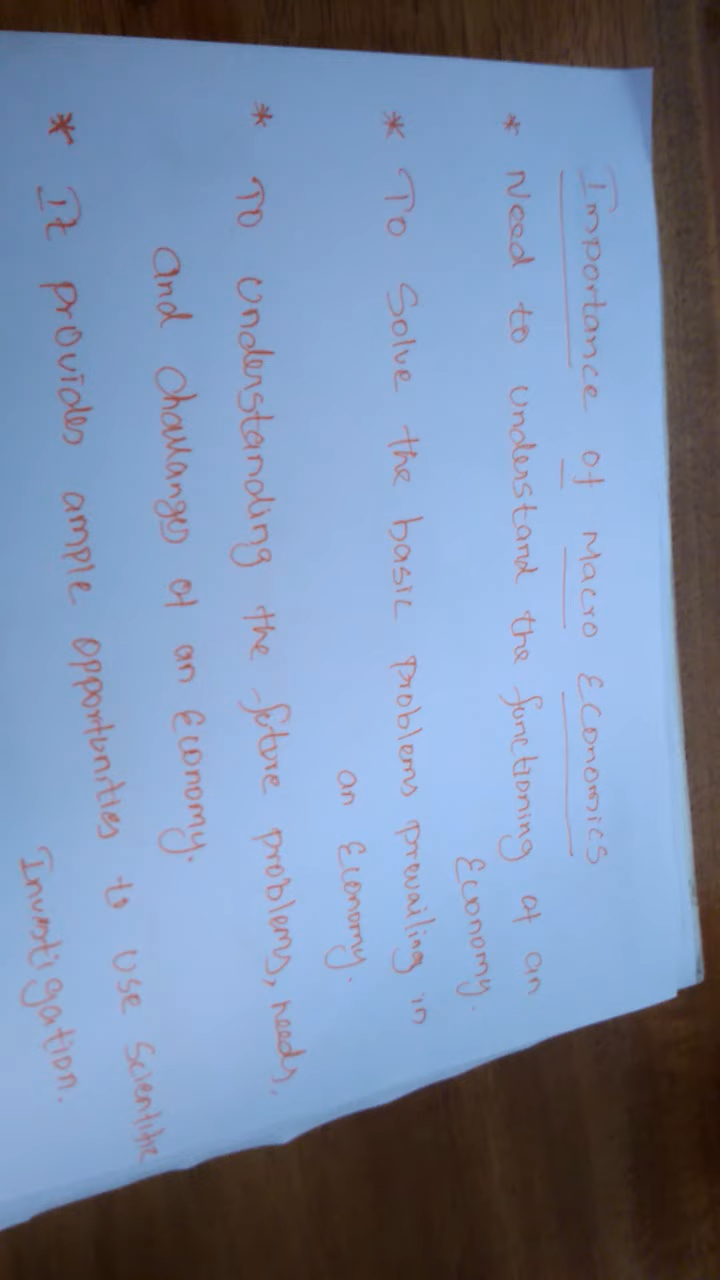 Importance of Macro Economics
* Need to understand the functioning of an
Economy.
* To Solve the basic problems prevailing in
an Economy.
* To understanding the future problems, needs,
and challanges of an Economy.
* It provides ample opportunities to use scientific
Investigation.